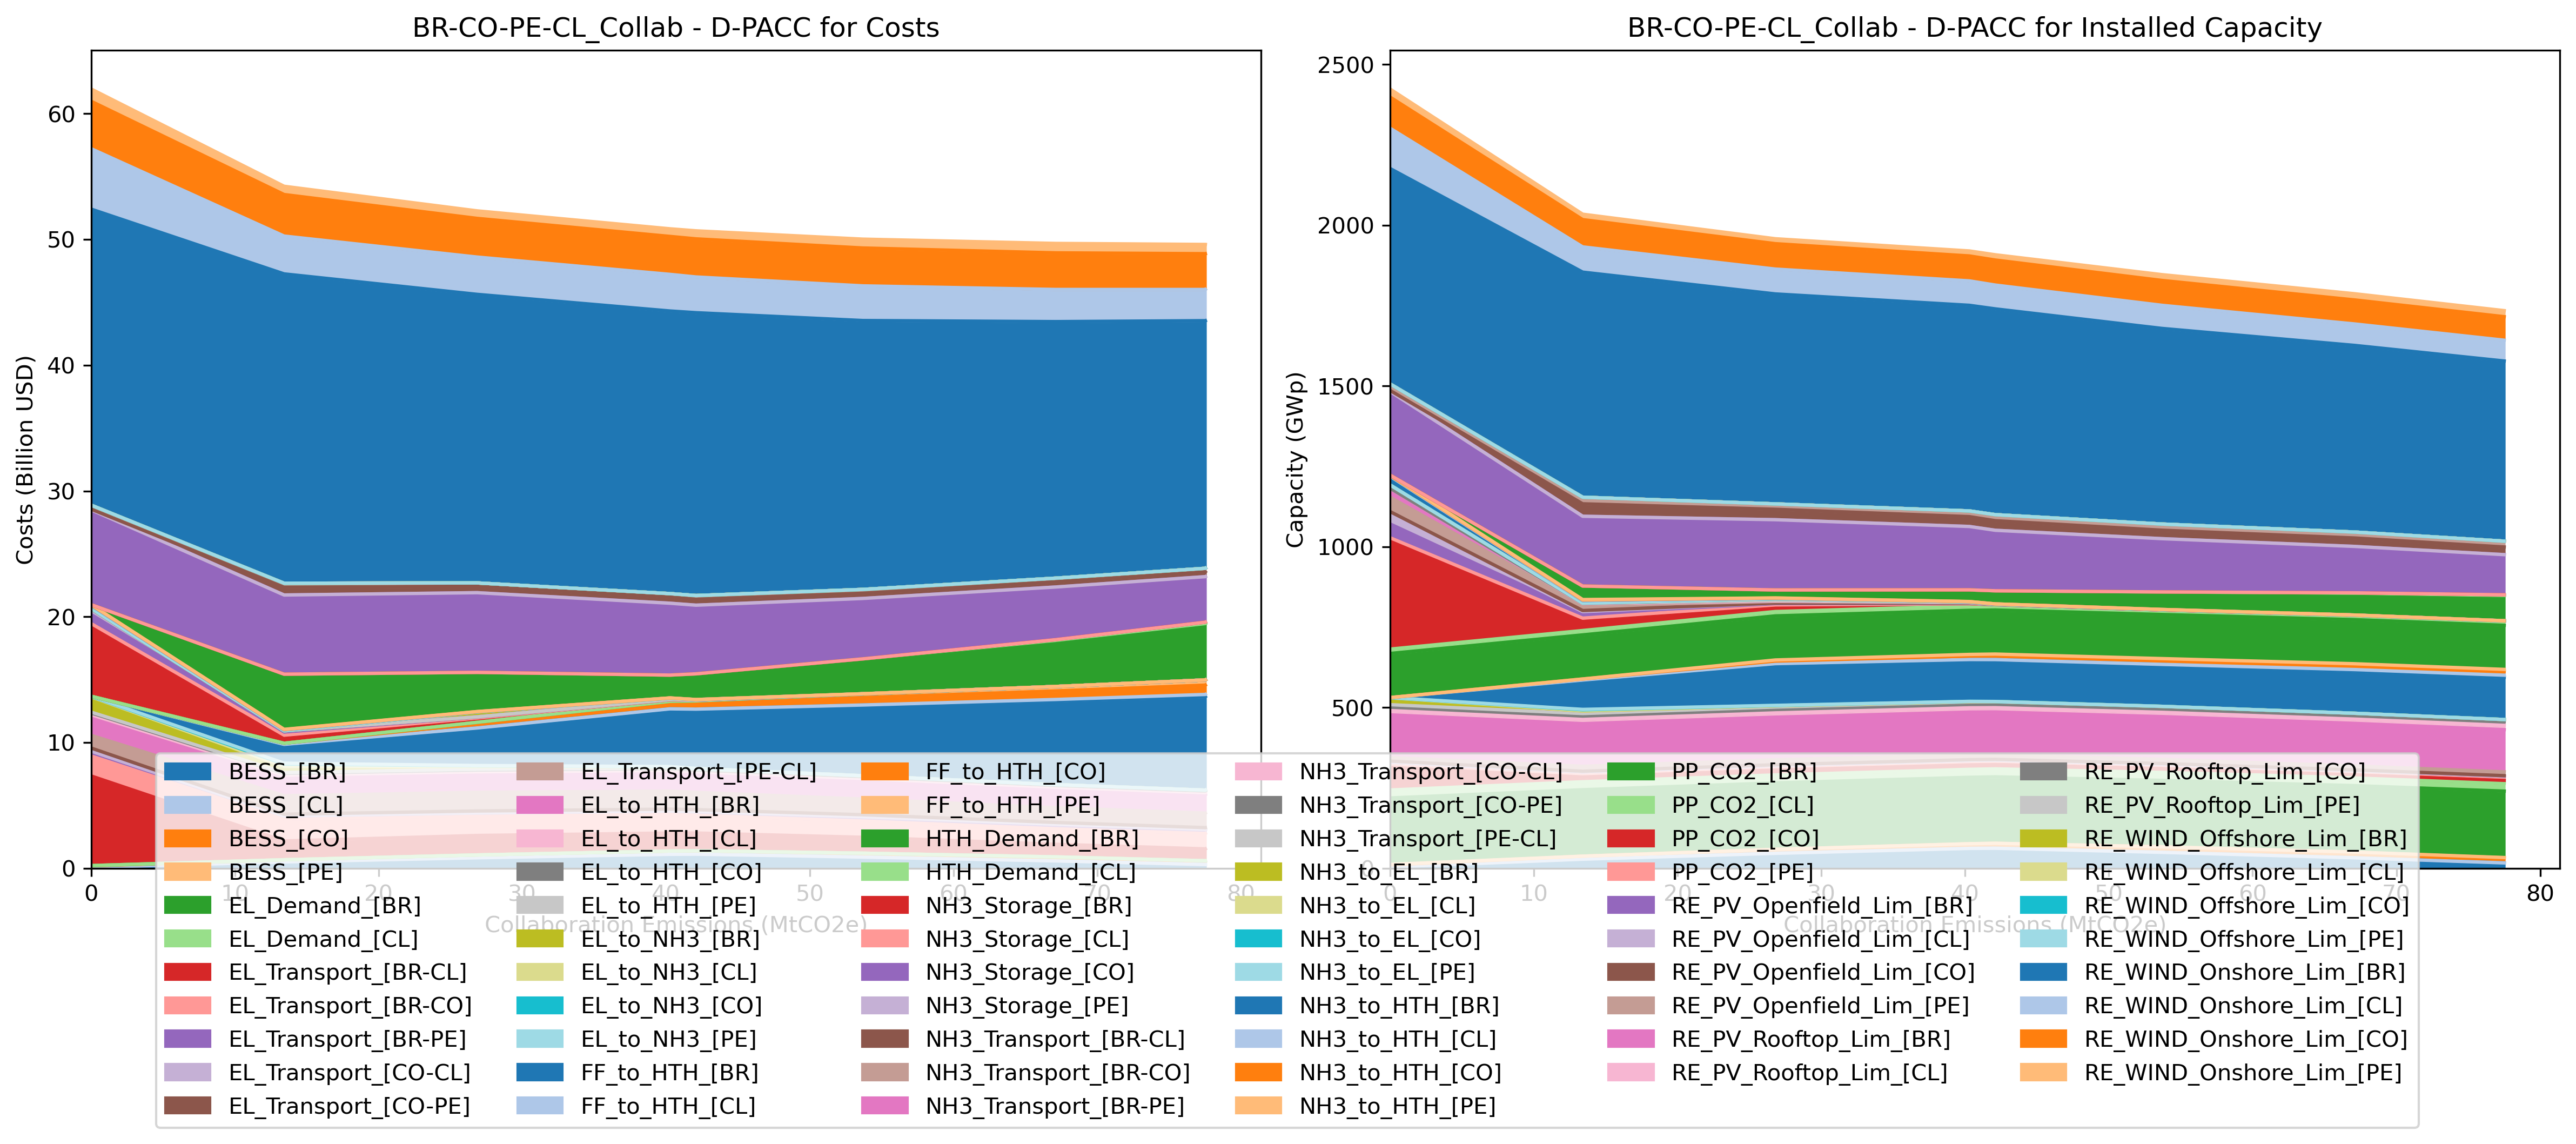 BR-CO-PE-CL_Collab - D-PACC for Costs
Costs (Billion USD)
60
50
40
30
20
10
0
0 10 20 30 40 50 60 70 80
Collaboration Emissions (MtCO2e)
BR-CO-PE-CL_Collab - D-PACC for Installed Capacity
Capacity (GWp)
2500
2000
1500
1000
500
0
0 10 20 30 40 50 60 70 80
Collaboration Emissions (MtCO2e)
BESS_[BR]
BESS_[CL]
BESS_[CO]
BESS_[PE]
EL_Demand_[BR]
EL_Demand_[CL]
EL_Transport_[BR-CL]
EL_Transport_[BR-CO]
EL_Transport_[BR-PE]
EL_Transport_[CO-CL]
EL_Transport_[CO-PE]
EL_Transport_[PE-CL]
EL_to_HTH_[BR]
EL_to_HTH_[CL]
EL_to_HTH_[CO]
EL_to_HTH_[PE]
EL_to_NH3_[BR]
EL_to_NH3_[CL]
EL_to_NH3_[CO]
EL_to_NH3_[PE]
FF_to_HTH_[BR]
FF_to_HTH_[CL]
FF_to_HTH_[CO]
FF_to_HTH_[PE]
HTH_Demand_[BR]
HTH_Demand_[CL]
NH3_Storage_[BR]
NH3_Storage_[CL]
NH3_Storage_[CO]
NH3_Storage_[PE]
NH3_Transport_[BR-CL]
NH3_Transport_[BR-CO]
NH3_Transport_[BR-PE]
NH3_Transport_[CO-CL]
NH3_Transport_[CO-PE]
NH3_Transport_[PE-CL]
NH3_to_EL_[BR]
NH3_to_EL_[CL]
NH3_to_EL_[CO]
NH3_to_EL_[PE]
NH3_to_HTH_[BR]
NH3_to_HTH_[CL]
NH3_to_HTH_[CO]
NH3_to_HTH_[PE]
PP_CO2_[BR]
PP_CO2_[CL]
PP_CO2_[CO]
PP_CO2_[PE]
RE_PV_Openfield_Lim_[BR]
RE_PV_Openfield_Lim_[CL]
RE_PV_Openfield_Lim_[CO]
RE_PV_Openfield_Lim_[PE]
RE_PV_Rooftop_Lim_[BR]
RE_PV_Rooftop_Lim_[CL]
RE_PV_Rooftop_Lim_[CO]
RE_PV_Rooftop_Lim_[PE]
RE_WIND_Offshore_Lim_[BR]
RE_WIND_Offshore_Lim_[CL]
RE_WIND_Offshore_Lim_[CO]
RE_WIND_Offshore_Lim_[PE]
RE_WIND_Onshore_Lim_[BR]
RE_WIND_Onshore_Lim_[CL]
RE_WIND_Onshore_Lim_[CO]
RE_WIND_Onshore_Lim_[PE]